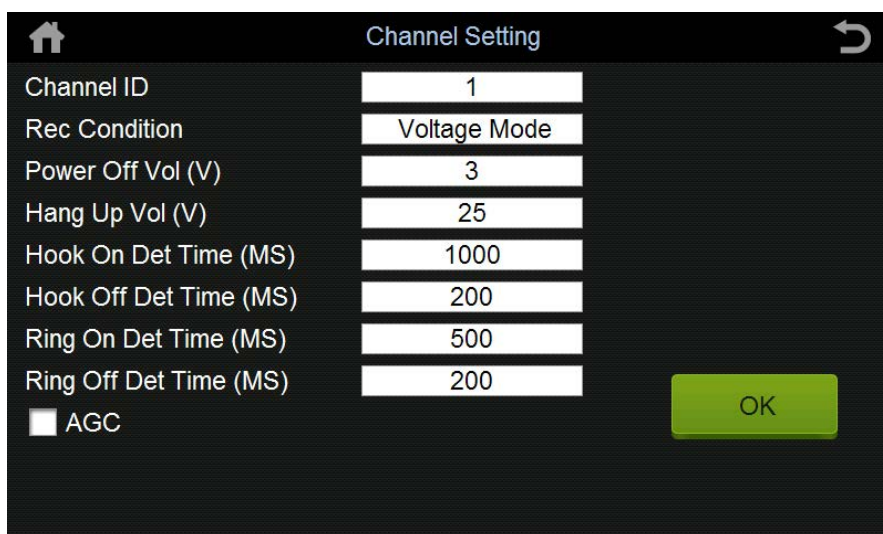 Channel Setting
Channel ID 1
Rec Condition Voltage Mode
Power Off Vol (V) 3
Hang Up Vol (V) 25
Hook On Det Time (MS) 1000
Hook Off Det Time (MS) 200
Ring On Det Time (MS) 500
Ring Off Det Time (MS) 200
AGC
OK